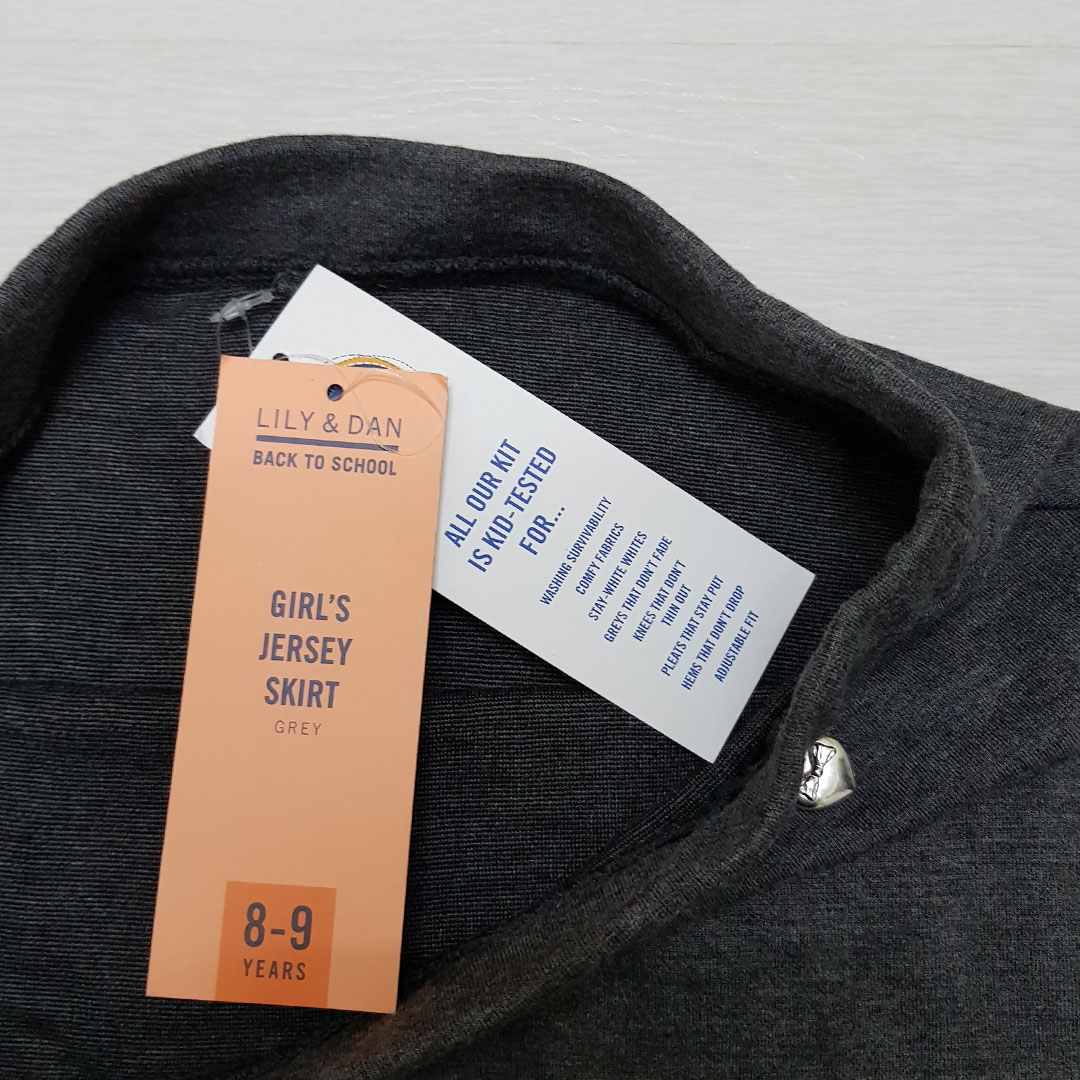 LILY & DAN
BACK TO SCHOOL
GIRL'S
JERSEY
SKIRT
GREY
8-9
YEARS
ALL OUR KIT
IS KID-TESTED
FOR...
WASHING SURVIVABILITY
COMFY FABRICS
STAY-WHITE WHITES
GREYS THAT DON'T FADE
KNEES THAT DON'T
THIN OUT
PLEATS THAT STAY PUT
HEMS THAT DON'T DROP
ADJUSTABLE FIT